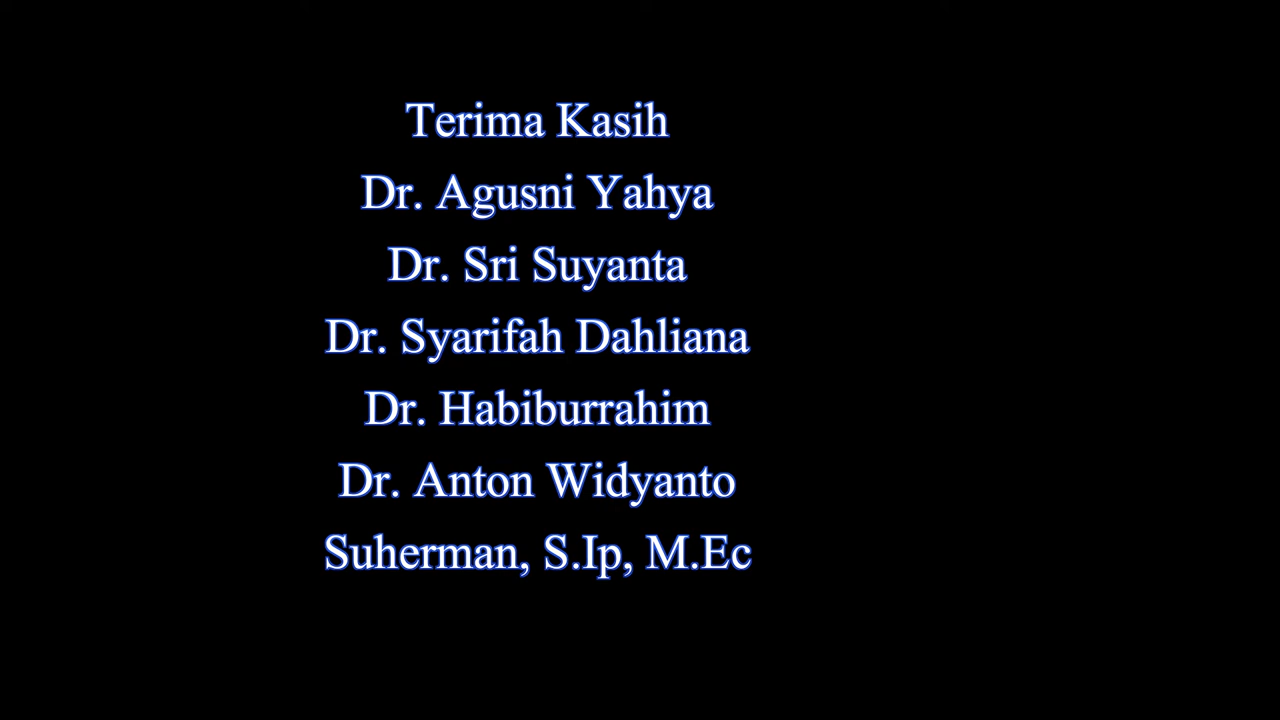 Terima Kasih
Dr. Agusni Yahya
Dr. Sri Suyanta
Dr. Syarifah Dahliana
Dr. Habiburrahim
Dr. Anton Widyanto
Suherman, S.Ip, M.Ec